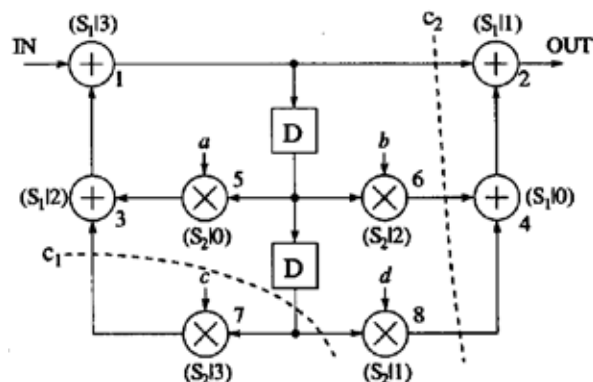 (S₁|3) c₂ (S₁|1)
IN + 1 + 2 OUT
D
a b
(S₁|2) + 3 × 5 × 6 + 4 (S₁|0)
(S₂|0) (S₂|2)
c₁ D
c d
× 7 × 8
(S₂|3) (S₂|1)